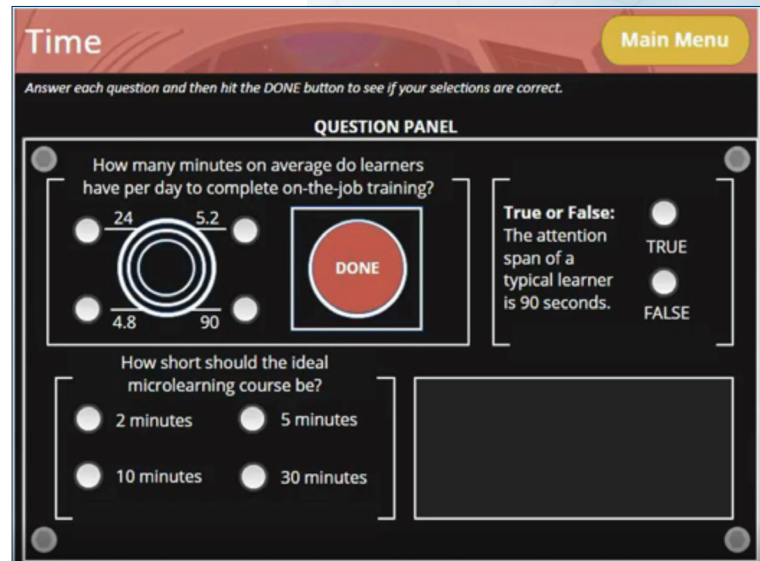 Time
Main Menu
Answer each question and then hit the DONE button to see if your selections are correct.
QUESTION PANEL
How many minutes on average do learners
have per day to complete on-the-job training?
24
5.2
4.8
90
DONE
True or False:
The attention
span of a
typical learner
is 90 seconds.
TRUE
FALSE
How short should the ideal
microlearning course be?
2 minutes
5 minutes
10 minutes
30 minutes